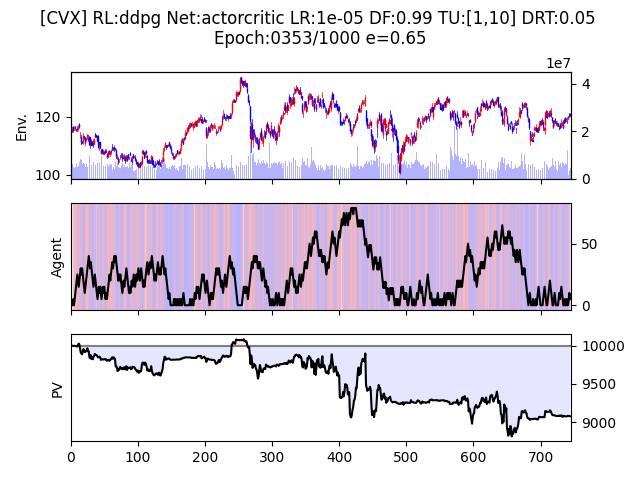 [CVX] RL:ddpg Net:actorcritic LR:1e-05 DF:0.99 TU:[1,10] DRT:0.05
Epoch:0353/1000 e=0.65
1e7
Env.
120
100
4
2
0
Agent
50
0
PV
10000
9500
9000
0 100 200 300 400 500 600 700